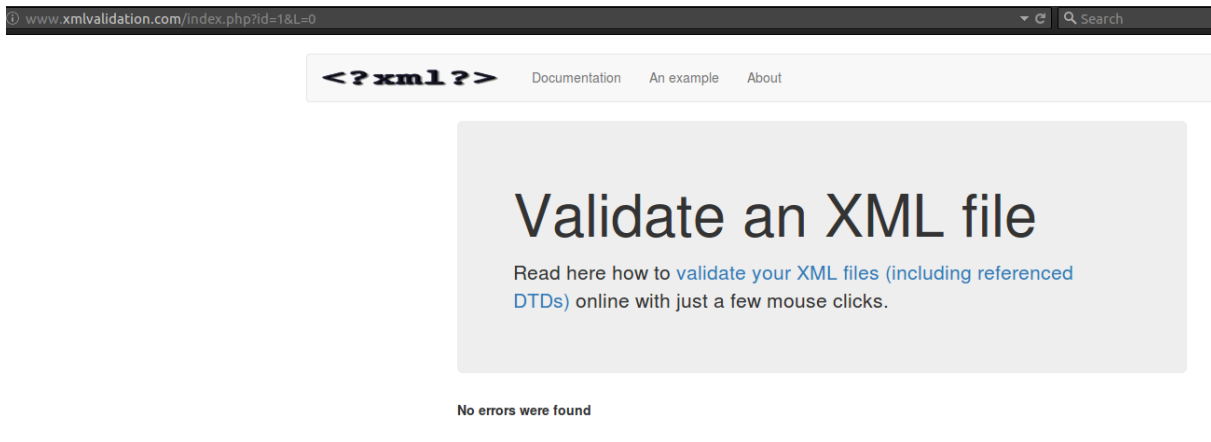 www.xmlvalidation.com/index.php?id=1&L=0 Search
<?xml?> Documentation An example About
Validate an XML file
Read here how to validate your XML files (including referenced
DTDs) online with just a few mouse clicks.
No errors were found